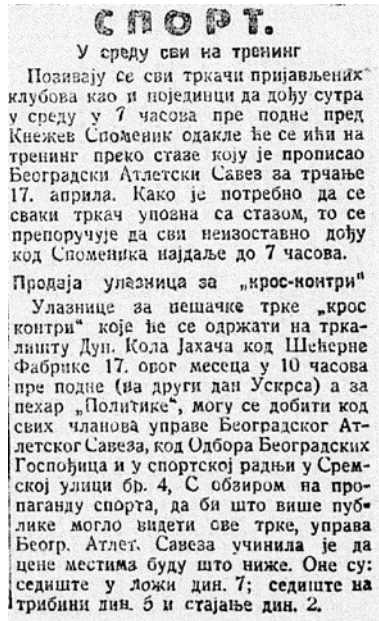 СПОРТ.
У среду сви на тренинг
Позивају се сви тркачи пријављених
клубова као и појединци да дођу сутра
у среду у 7 часова пре подне пред
Кнежев Споменик одакле ће се ићи на
тренинг преко стазе коју је прописао
Београдски Атлетски Савез за трчање
17. априла. Како је потребно да се
сваки тркач упозна са стазом, то се
препоручује да сви неизоставно дођу
код Споменика најдаље до 7 часова.
Продаја улазница за „крос-контри“
Улазнице за пешачке трке „крос
контри“ које ће се одржати на трка-
лишту Дун. Кола Јахача код Шећерне
Фабрике 17. овог месеца у 10 часова
пре подне (на други дан Ускрса) а за
пехар „Политике“, могу се добити код
свих чланова управе Београдског Ат-
летског Савеза, код Одбора Београдских
Госпођица и у спортској радњи у Срем-
ској улици бр. 4, С обзиром на про-
паганду спорта, да би што више пуб-
лике могло видети ове трке, управа
Беогр. Атлет. Савеза учинила је да
цене местима буду што ниже. Оне су:
седиште у ложи дин. 7; седиште на
трибини дин. 5 и стајање дин. 2.